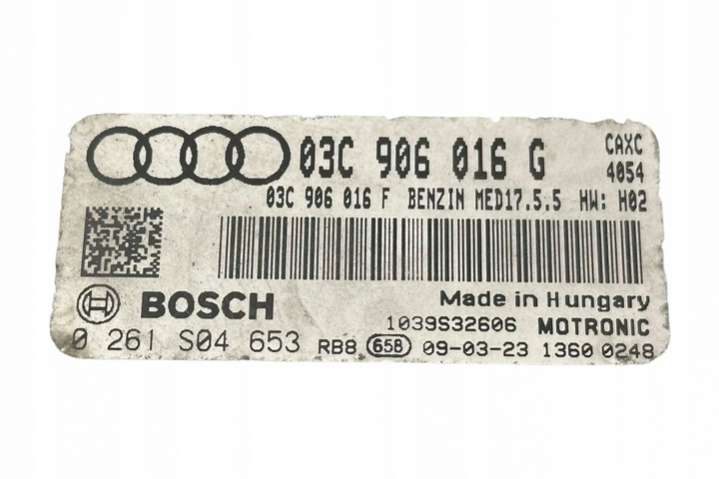 03C 906 016 G CAXC
4054
03C 906 016 F BENZIN MED17.5.5 HW: H02
BOSCH Made in Hungary
1039S32606 MOTRONIC
0 261 S04 653 RB8 658 09-03-23 1360 0248